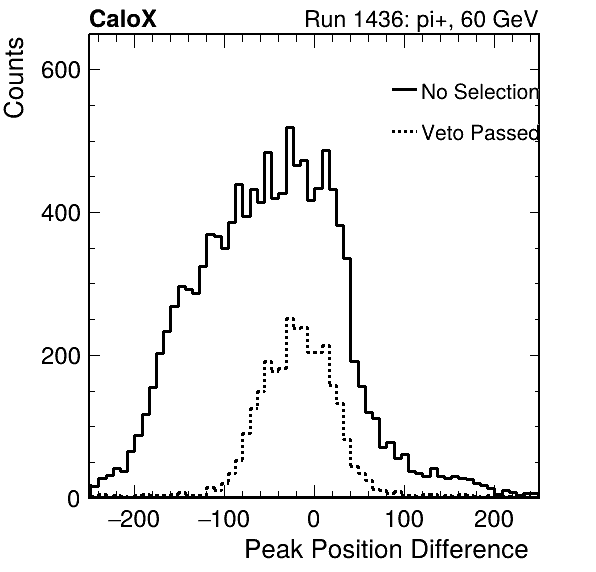 CaloX Run 1436: pi+, 60 GeV
Counts
600
400
200
0
No Selection
Veto Passed
−200 −100 0 100 200
Peak Position Difference